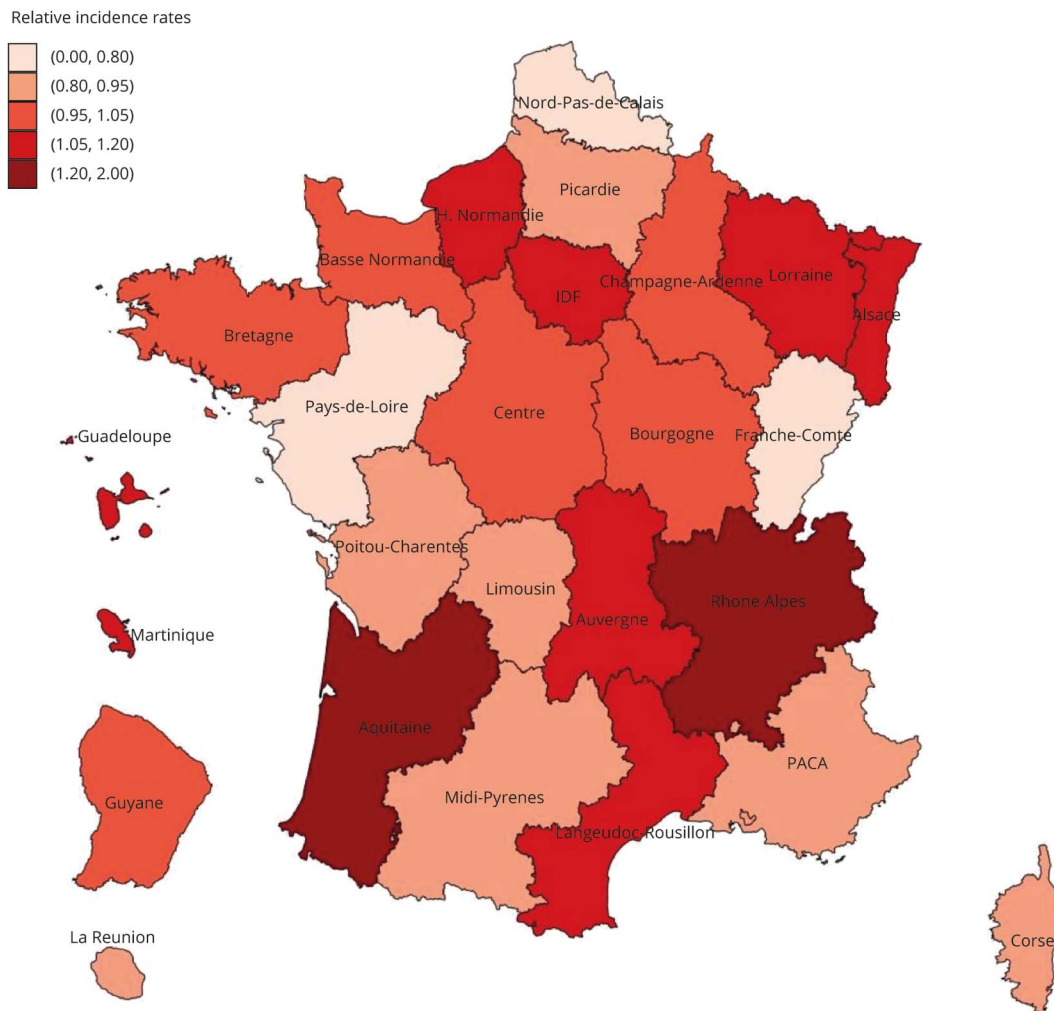 Relative incidence rates
(0.00, 0.80)
(0.80, 0.95)
(0.95, 1.05)
(1.05, 1.20)
(1.20, 2.00)
Nord-Pas-de-Calais
Picardie
H. Normandie
Basse Normandie
Champagne-Ardenne
Lorraine
IDF
Alsace
Bretagne
Pays-de-Loire
Centre
Bourgogne
Franche-Comte
Guadeloupe
Poitou-Charentes
Limousin
Rhone Alpes
Auvergne
Martinique
Aquitaine
PACA
Midi-Pyrenes
Guyane
Langeudoc-Rousillon
La Reunion
Corse